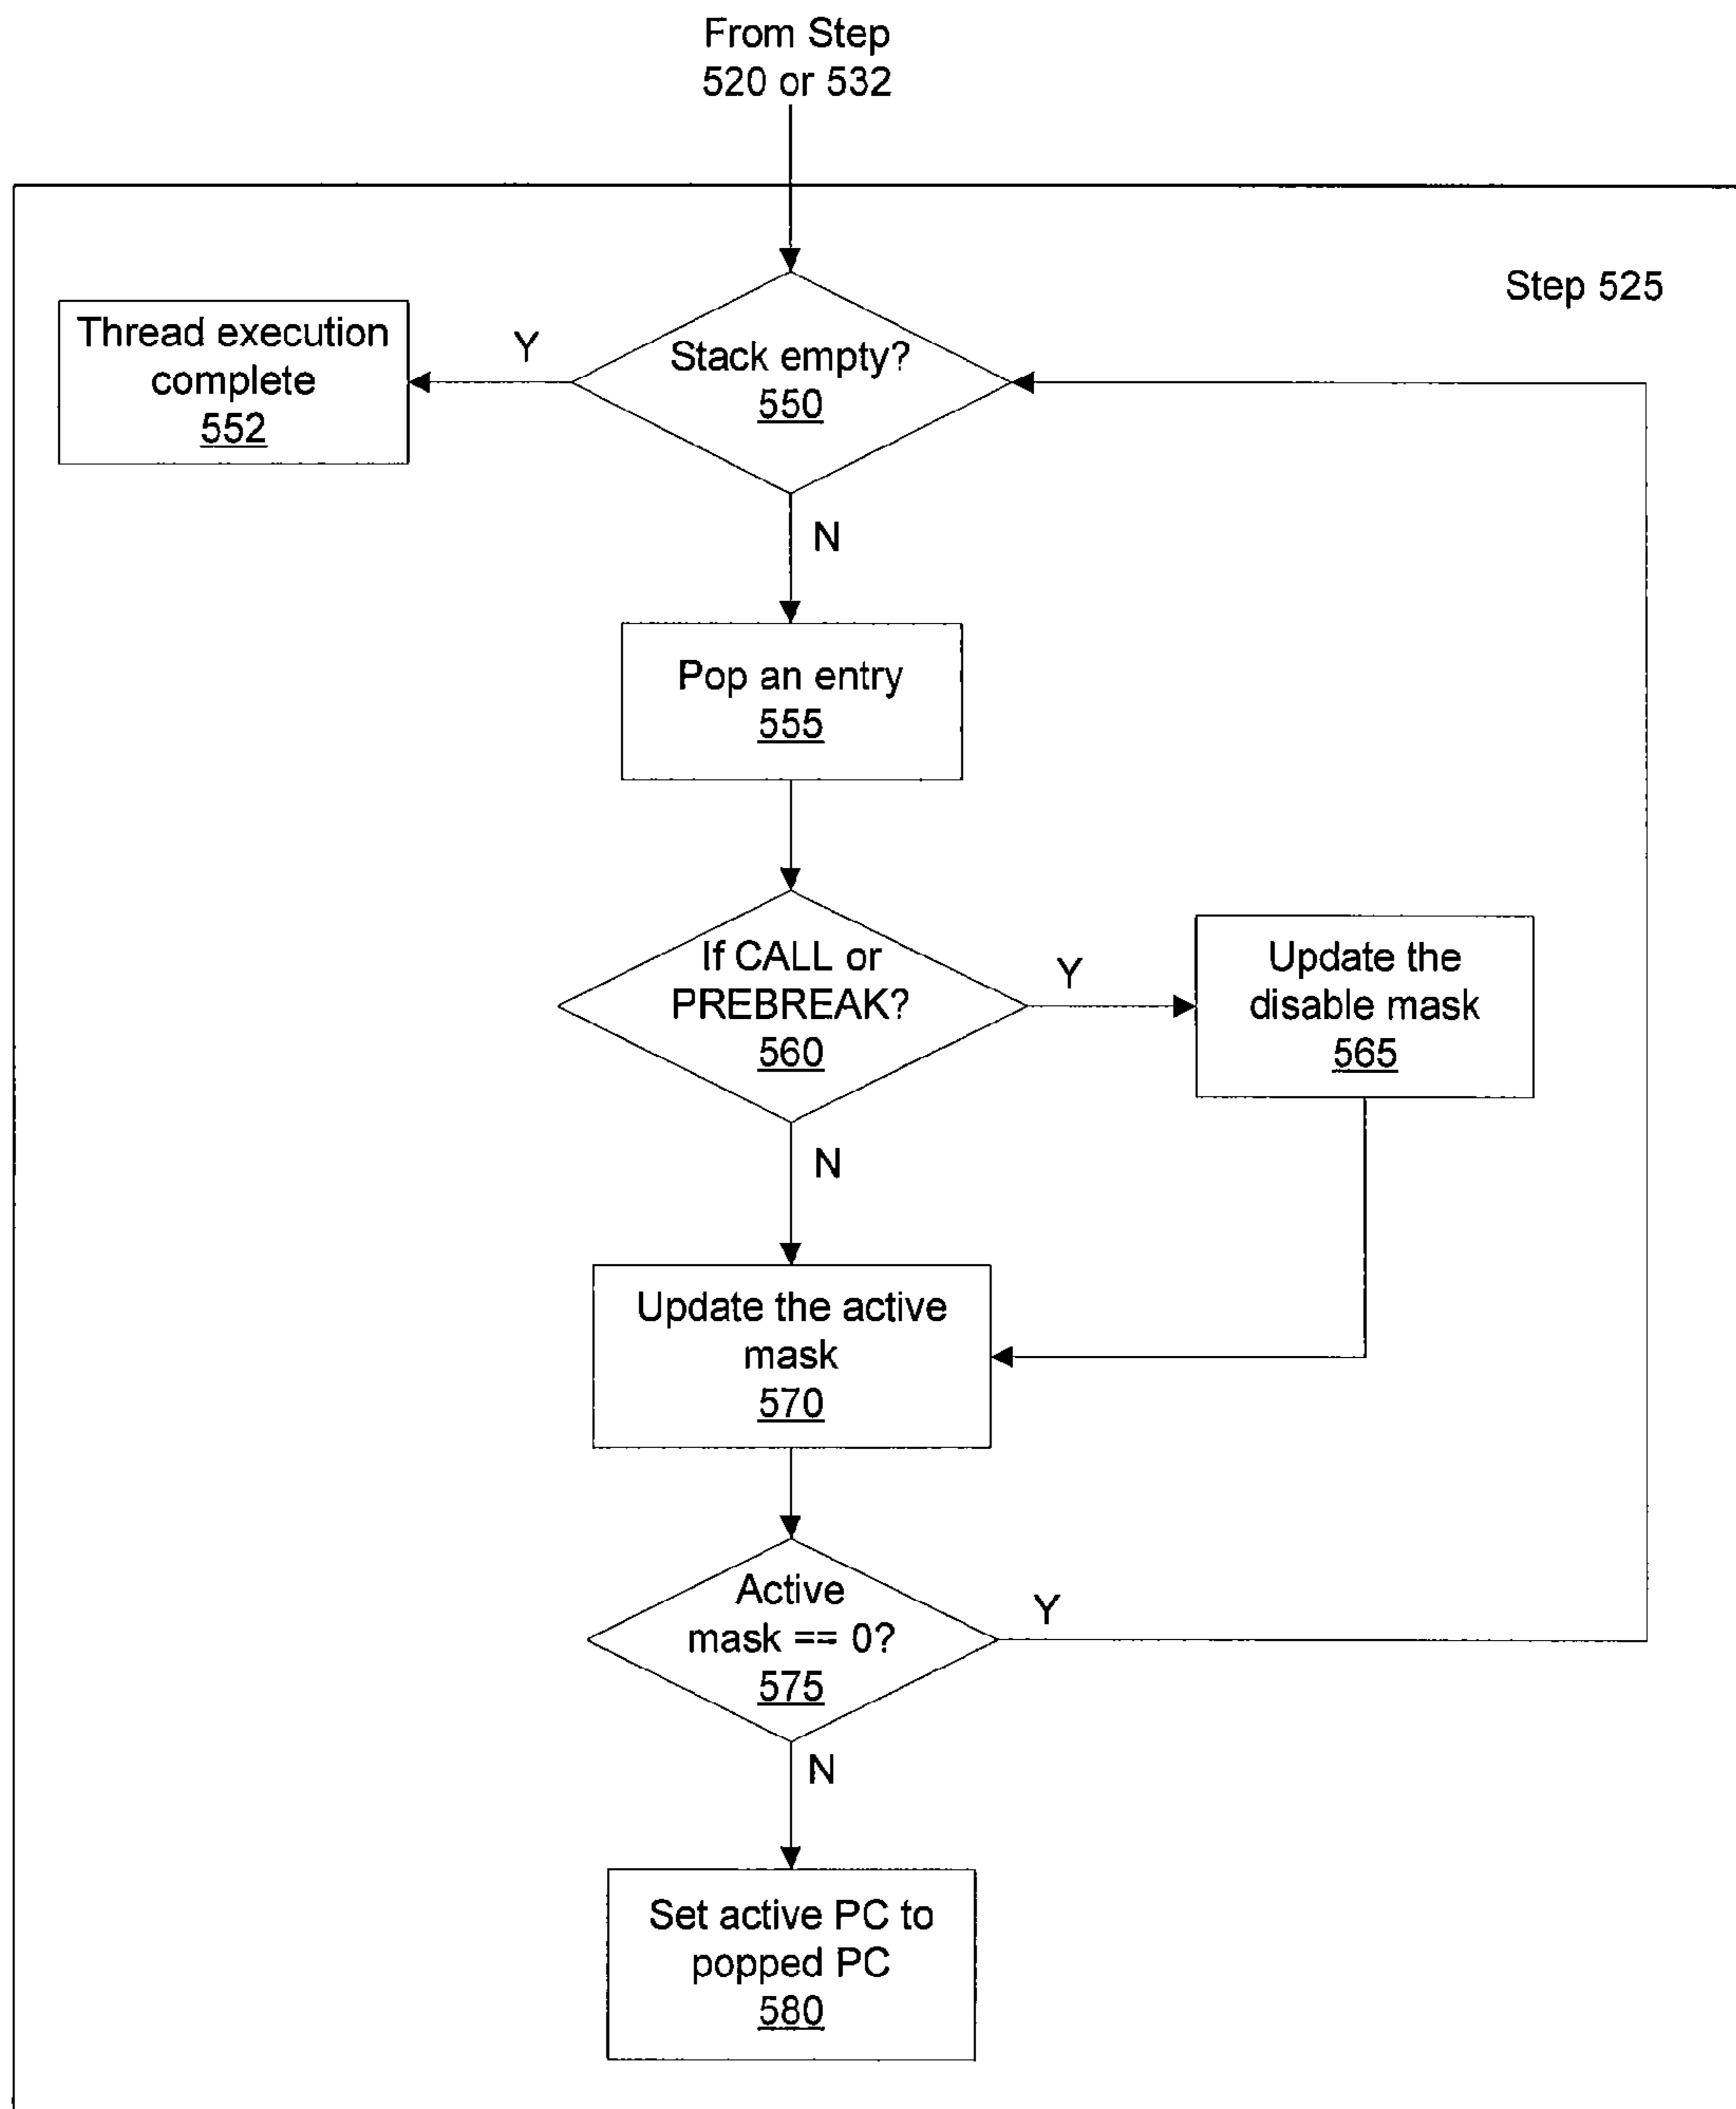 From Step
520 or 532
Step 525
Thread execution
complete
552
Y
Stack empty?
550
N
Pop an entry
555
If CALL or
PREBREAK?
560
Y
Update the
disable mask
565
N
Update the active
mask
570
Active
mask == 0?
575
Y
N
Set active PC to
popped PC
580